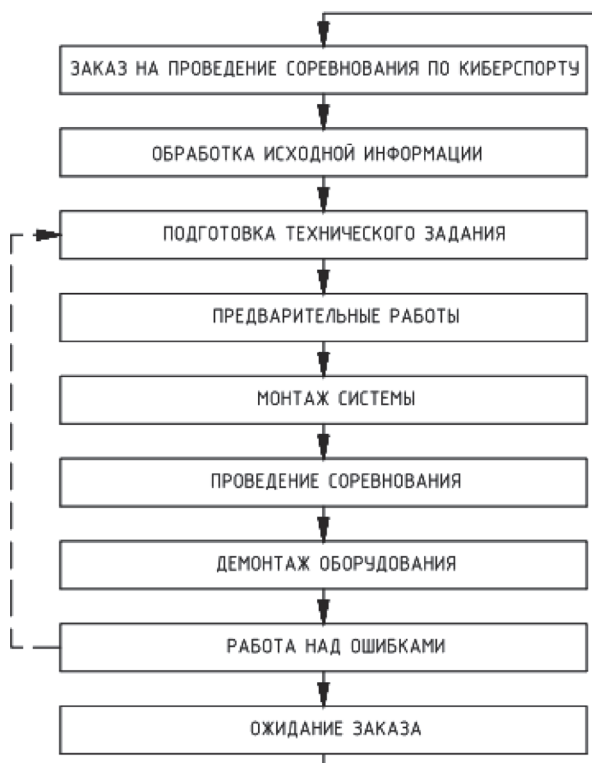 ЗАКАЗ НА ПРОВЕДЕНИЕ СОРЕВНОВАНИЯ ПО КИБЕРСПОРТУ
ОБРАБОТКА ИСХОДНОЙ ИНФОРМАЦИИ
ПОДГОТОВКА ТЕХНИЧЕСКОГО ЗАДАНИЯ
ПРЕДВАРИТЕЛЬНЫЕ РАБОТЫ
МОНТАЖ СИСТЕМЫ
ПРОВЕДЕНИЕ СОРЕВНОВАНИЯ
ДЕМОНТАЖ ОБОРУДОВАНИЯ
РАБОТА НАД ОШИБКАМИ
ОЖИДАНИЕ ЗАКАЗА